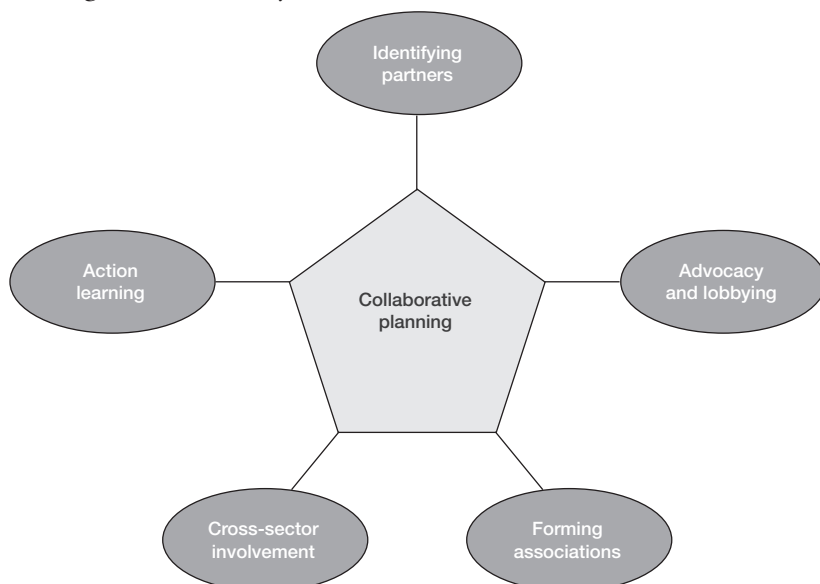 Identifying
partners
Action
learning
Collaborative
planning
Advocacy
and lobbying
Cross-sector
involvement
Forming
associations